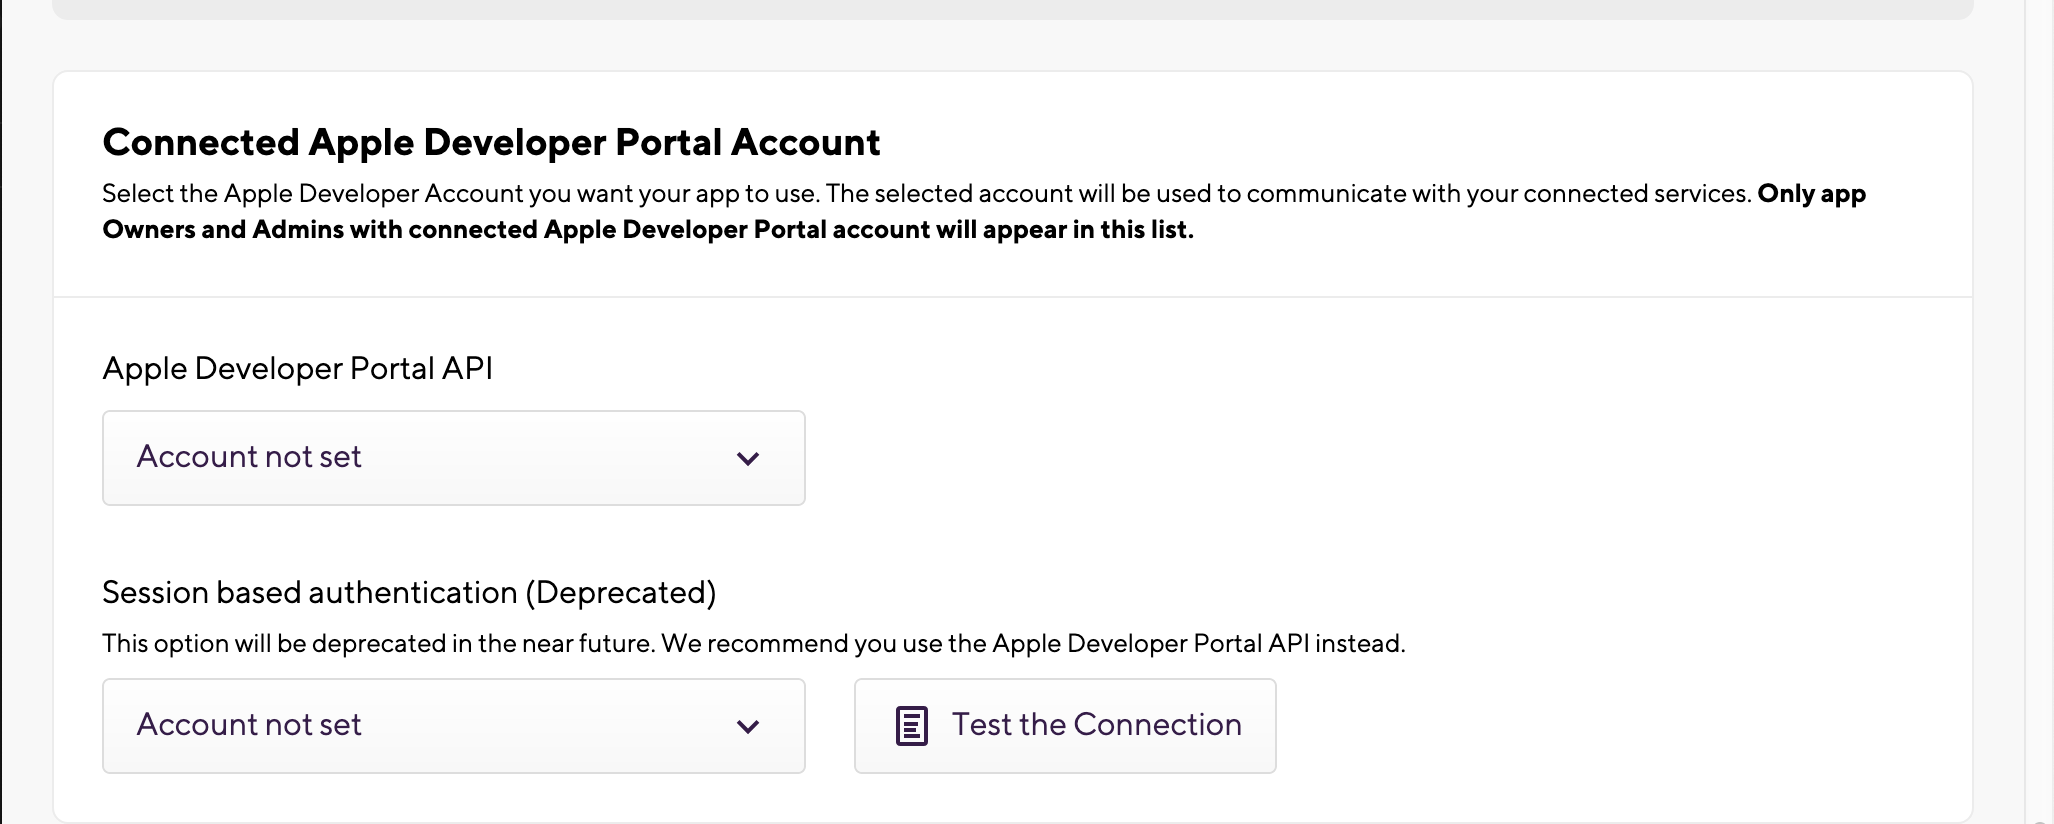 Connected Apple Developer Portal Account
Select the Apple Developer Account you want your app to use. The selected account will be used to communicate with your connected services. Only app
Owners and Admins with connected Apple Developer Portal account will appear in this list.
Apple Developer Portal API
Account not set
Session based authentication (Deprecated)
This option will be deprecated in the near future. We recommend you use the Apple Developer Portal API instead.
Account not set
Test the Connection